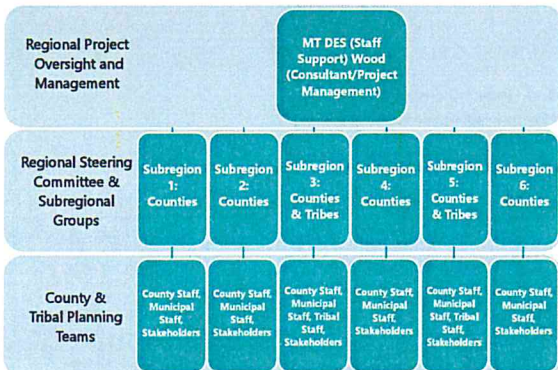 Regional Project
Oversight and
Management
MT DES (Staff
Support) Wood
(Consultant/Project
Management)
Regional Steering
Committee &
Subregional
Groups
Subregion
1:
Counties
Subregion
2:
Counties
Subregion
3:
Counties
& Tribes
Subregion
4:
Counties
Subregion
5:
Counties
& Tribes
Subregion
6:
Counties
County &
Tribal Planning
Teams
County Staff,
Municipal
Staff,
Stakeholders
County Staff,
Municipal
Staff,
Stakeholders
County Staff,
Municipal
Staff, Tribal
Staff,
Stakeholders
County Staff,
Municipal
Staff,
Stakeholders
County Staff,
Municipal
Staff, Tribal
Staff,
Stakeholders
County Staff,
Municipal
Staff,
Stakeholders